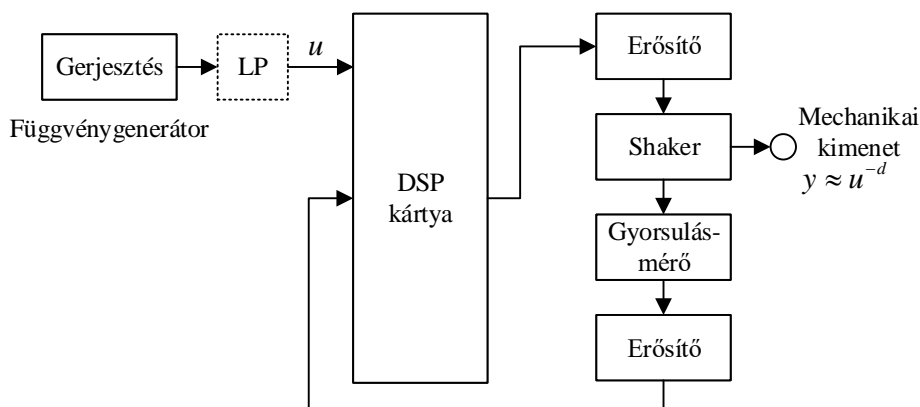 Gerjesztés
LP
u
Függvénygenerátor
DSP
kártya
Erősítő
Shaker
Mechanikai
kimenet
y ≈ u⁻ᵈ
Gyorsulás-
mérő
Erősítő